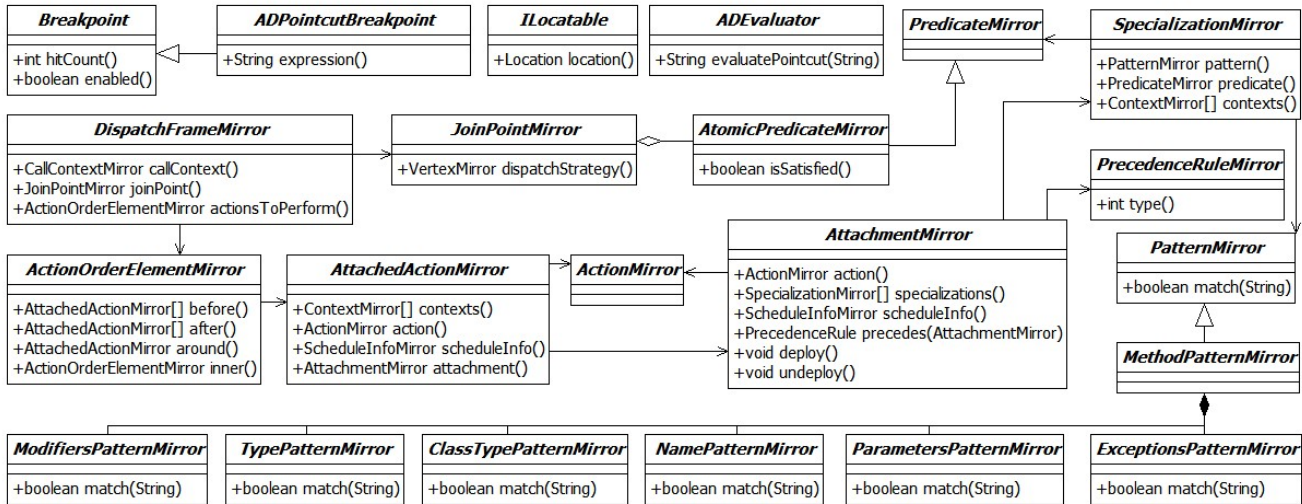 Breakpoint
+int hitCount()
+boolean enabled()
ADPointcutBreakpoint
+String expression()
ILocatable
+Location location()
ADEvaluator
+String evaluatePointcut(String)
PredicateMirror
SpecializationMirror
+PatternMirror pattern()
+PredicateMirror predicate()
+ContextMirror[] contexts()
DispatchFrameMirror
+CallContextMirror callContext()
+JoinPointMirror joinPoint()
+ActionOrderElementMirror actionsToPerform()
JoinPointMirror
+VertexMirror dispatchStrategy()
AtomicPredicateMirror
+boolean isSatisfied()
PrecedenceRuleMirror
+int type()
ActionOrderElementMirror
+AttachedActionMirror[] before()
+AttachedActionMirror[] after()
+AttachedActionMirror around()
+ActionOrderElementMirror inner()
AttachedActionMirror
+ContextMirror[] contexts()
+ActionMirror action()
+ScheduleInfoMirror scheduleInfo()
+AttachmentMirror attachment()
ActionMirror
AttachmentMirror
+ActionMirror action()
+SpecializationMirror[] specializations()
+ScheduleInfoMirror scheduleInfo()
+PrecedenceRule precedes(AttachmentMirror)
+void deploy()
+void undeploy()
PatternMirror
+boolean match(String)
MethodPatternMirror
ModifiersPatternMirror
+boolean match(String)
TypePatternMirror
+boolean match(String)
ClassTypePatternMirror
+boolean match(String)
NamePatternMirror
+boolean match(String)
ParametersPatternMirror
+boolean match(String)
ExceptionsPatternMirror
+boolean match(String)